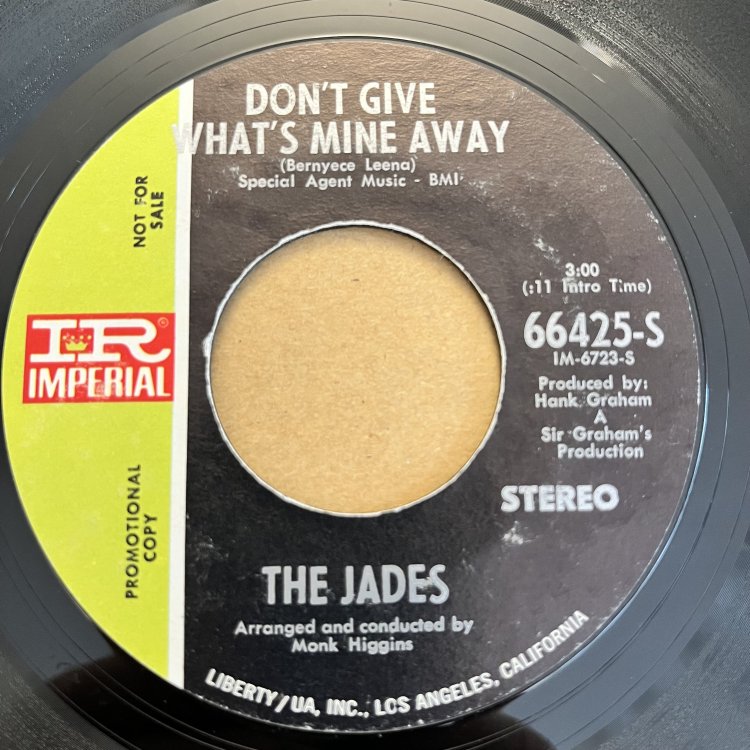 DON'T GIVE
WHAT'S MINE AWAY
(Bernyece Leena)
Special Agent Music - BMI
NOT FOR
SALE
3:00
(:11 Intro Time)
66425-S
IM-6723-S
IR®
IMPERIAL
Produced by:
Hank Graham
A
Sir Graham's
Production
STEREO
PROMOTIONAL
COPY
THE JADES
Arranged and conducted by
Monk Higgins
LIBERTY/UA, INC., LOS ANGELES, CALIFORNIA